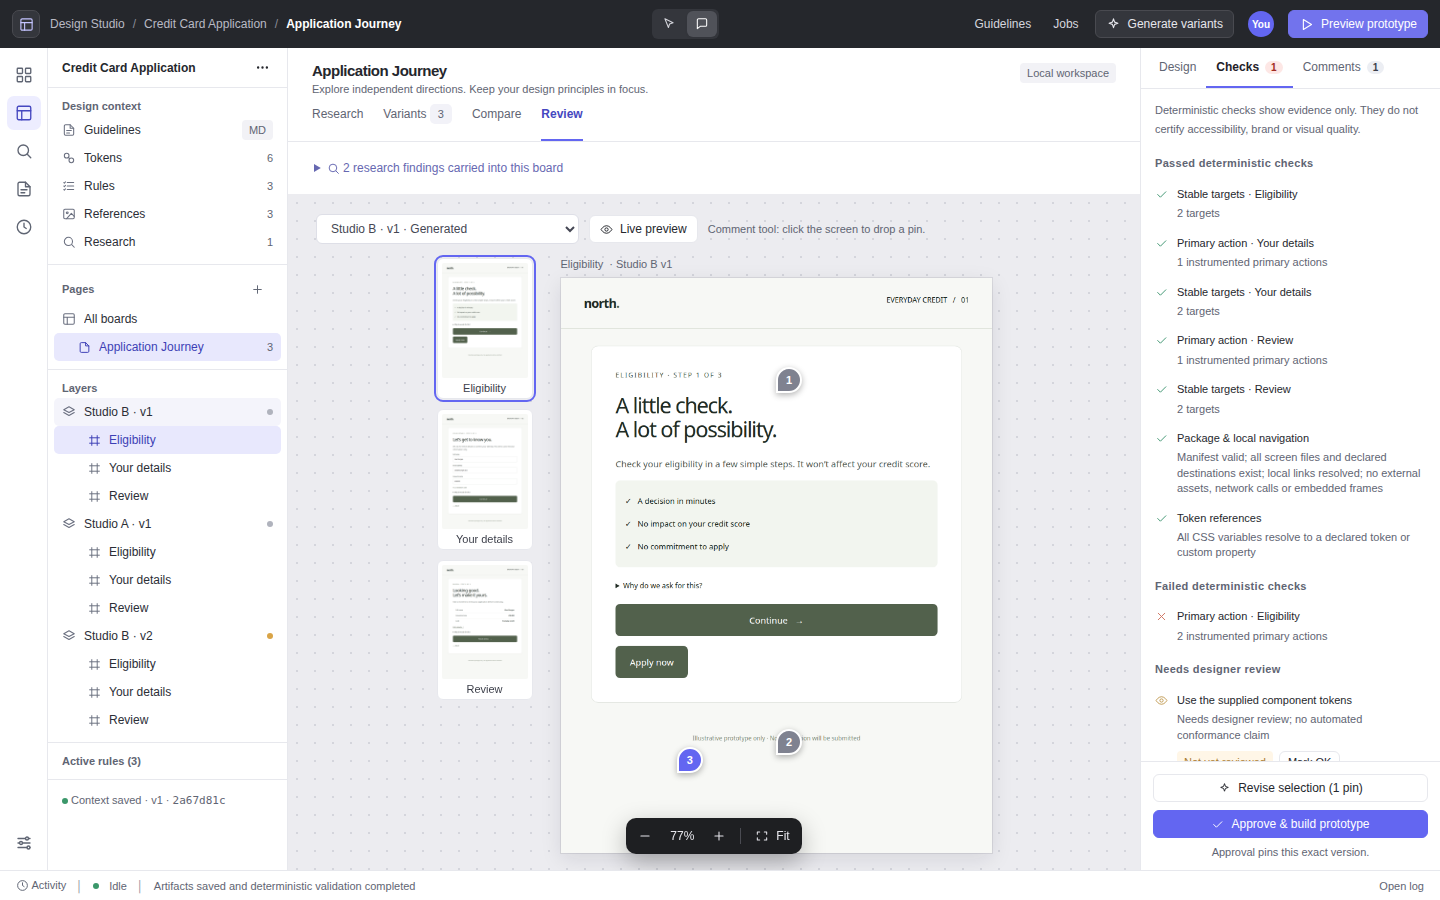 Design Studio / Credit Card Application / Application Journey
Guidelines
Jobs
Generate variants
You
Preview prototype
Credit Card Application
Design context
Guidelines MD
Tokens 6
Rules 3
References 3
Research 1
Pages
All boards
Application Journey 3
Layers
Studio B · v1
Eligibility
Your details
Review
Studio A · v1
Eligibility
Your details
Review
Studio B · v2
Eligibility
Your details
Review
Active rules (3)
Context saved · v1 · 2a67d81c
Application Journey
Local workspace
Explore independent directions. Keep your design principles in focus.
Research Variants 3 Compare Review
2 research findings carried into this board
Studio B · v1 · Generated
Live preview
Comment tool: click the screen to drop a pin.
Eligibility
Your details
Review
Eligibility · Studio B v1
north.
EVERYDAY CREDIT / 01
ELIGIBILITY · STEP 1 OF 3
1
A little check.
A lot of possibility.
Check your eligibility in a few simple steps. It won't affect your credit score.
✓ A decision in minutes
✓ No impact on your credit score
✓ No commitment to apply
Why do we ask for this?
Continue →
Apply now
Illustrative prototype only · will be submitted
2
3
77%
Fit
Design Checks 1 Comments 1
Deterministic checks show evidence only. They do not
certify accessibility, brand or visual quality.
Passed deterministic checks
Stable targets · Eligibility
2 targets
Primary action · Your details
1 instrumented primary actions
Stable targets · Your details
2 targets
Primary action · Review
1 instrumented primary actions
Stable targets · Review
2 targets
Package & local navigation
Manifest valid; all screen files and declared
destinations exist; local links resolved; no external
assets, network calls or embedded frames
Token references
All CSS variables resolve to a declared token or
custom property
Failed deterministic checks
Primary action · Eligibility
2 instrumented primary actions
Needs designer review
Use the supplied component tokens
Needs designer review; no automated
conformance claim
Not yet reviewed
Mark OK
Revise selection (1 pin)
Approve & build prototype
Approval pins this exact version.
Activity
Idle
Artifacts saved and deterministic validation completed
Open log